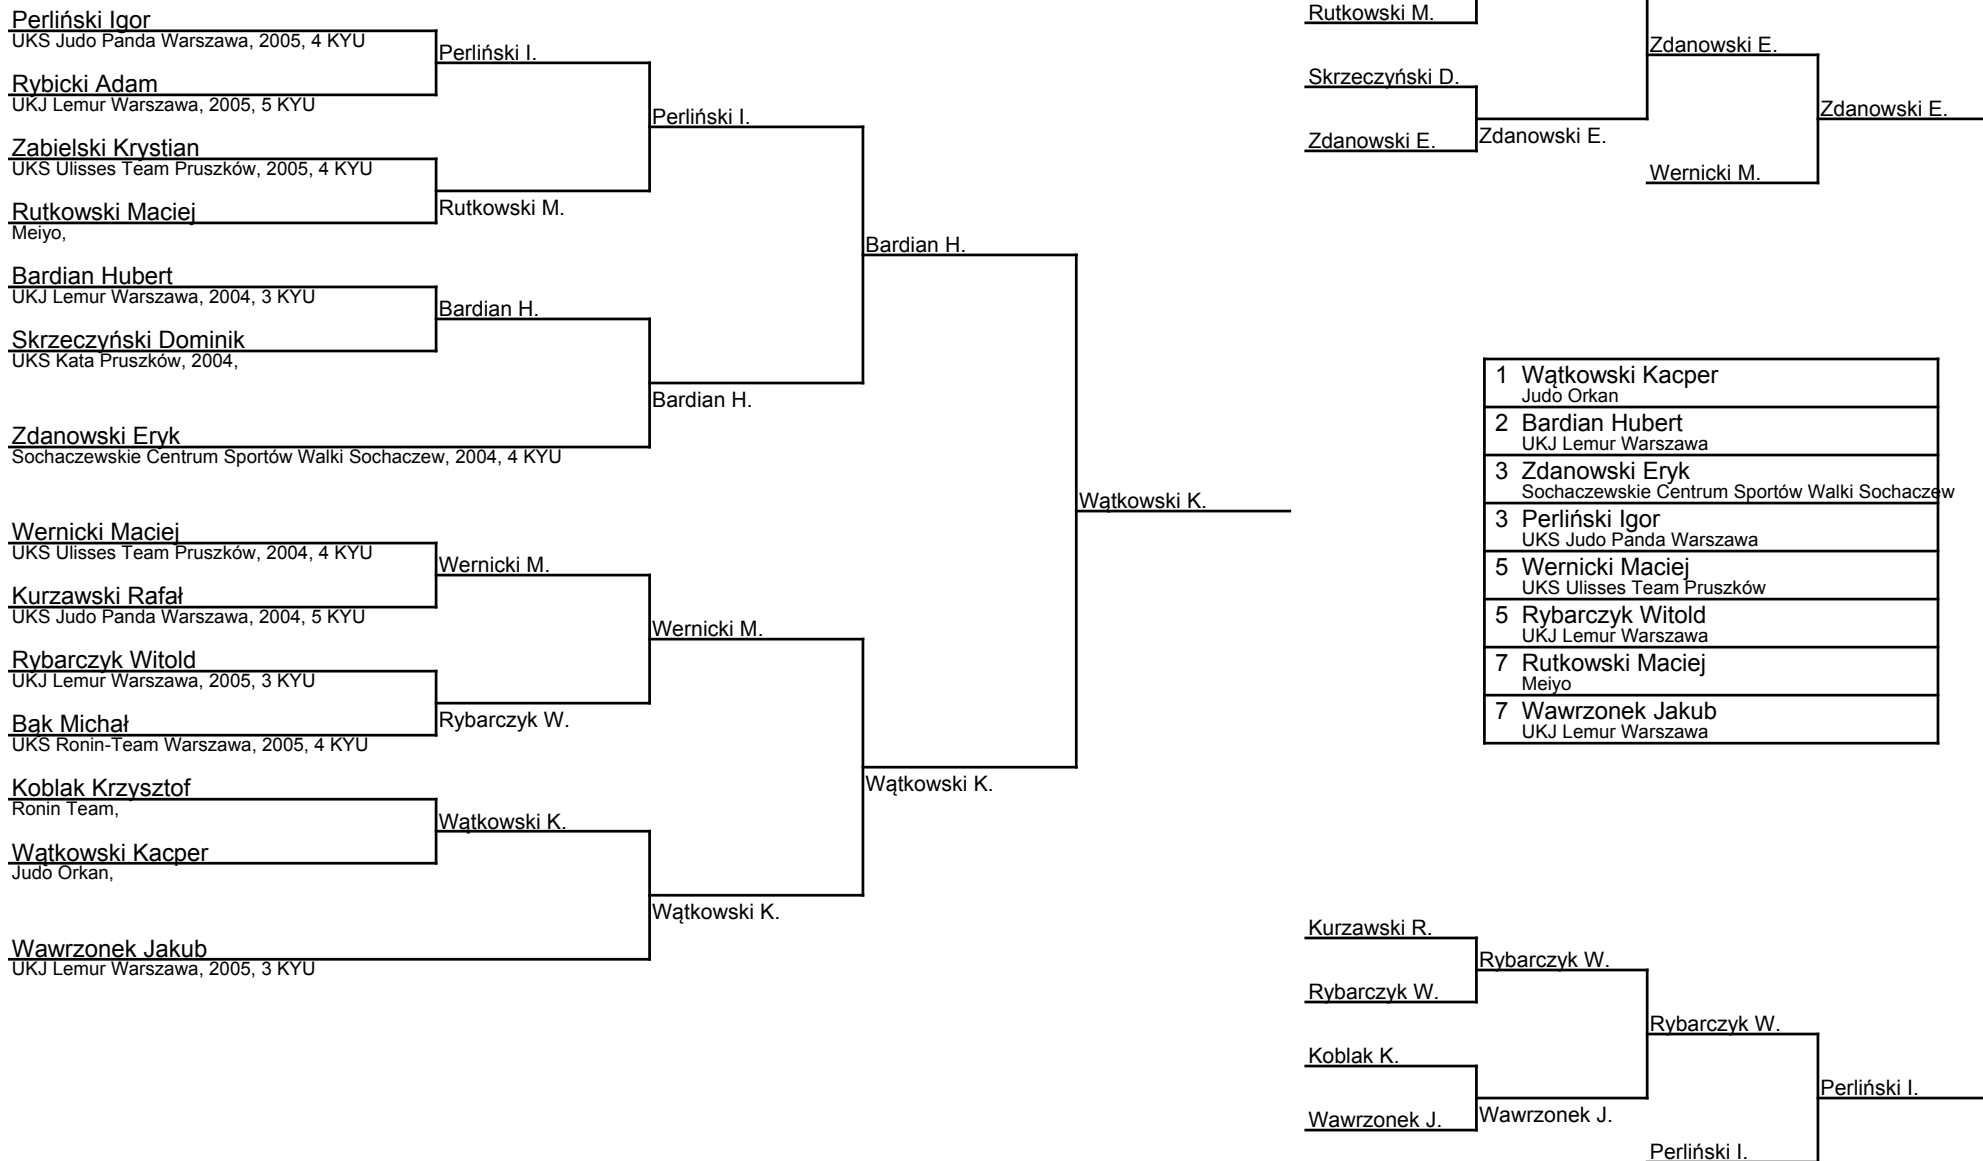 Perliński Igor
UKS Judo Panda Warszawa, 2005, 4 KYU
Rybicki Adam
UKJ Lemur Warszawa, 2005, 5 KYU
Zabielski Krystian
UKS Ulisses Team Pruszków, 2005, 4 KYU
Rutkowski Maciej
Meiyo,
Bardian Hubert
UKJ Lemur Warszawa, 2004, 3 KYU
Skrzeczyński Dominik
UKS Kata Pruszków, 2004,
Zdanowski Eryk
Sochaczewskie Centrum Sportów Walki Sochaczew, 2004, 4 KYU
Wernicki Maciej
UKS Ulisses Team Pruszków, 2004, 4 KYU
Kurzawski Rafał
UKS Judo Panda Warszawa, 2004, 5 KYU
Rybarczyk Witold
UKJ Lemur Warszawa, 2005, 3 KYU
Bąk Michał
UKS Ronin-Team Warszawa, 2005, 4 KYU
Koblak Krzysztof
Ronin Team,
Wątkowski Kacper
Judo Orkan,
Wawrzonek Jakub
UKJ Lemur Warszawa, 2005, 3 KYU
Perliński I.
Rutkowski M.
Bardian H.
Wernicki M.
Rybarczyk W.
Wątkowski K.
Perliński I.
Bardian H.
Wernicki M.
Wątkowski K.
Bardian H.
Wątkowski K.
Wątkowski K.
Rutkowski M.
Skrzeczyński D.
Zdanowski E.
Zdanowski E.
Zdanowski E.
Wernicki M.
Zdanowski E.
1 Wątkowski Kacper
Judo Orkan
2 Bardian Hubert
UKJ Lemur Warszawa
3 Zdanowski Eryk
Sochaczewskie Centrum Sportów Walki Sochaczew
3 Perliński Igor
UKS Judo Panda Warszawa
5 Wernicki Maciej
UKS Ulisses Team Pruszków
5 Rybarczyk Witold
UKJ Lemur Warszawa
7 Rutkowski Maciej
Meiyo
7 Wawrzonek Jakub
UKJ Lemur Warszawa
Kurzawski R.
Rybarczyk W.
Koblak K.
Wawrzonek J.
Rybarczyk W.
Wawrzonek J.
Rybarczyk W.
Perliński I.
Perliński I.